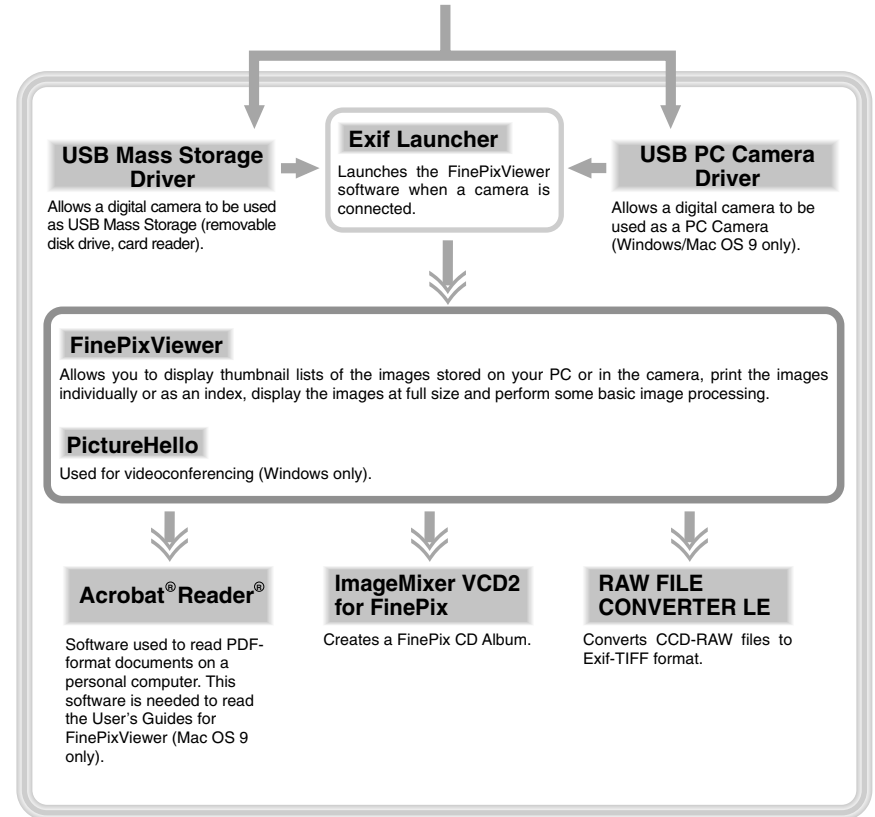 USB Mass Storage
Driver
Allows a digital camera to be used
as USB Mass Storage (removable
disk drive, card reader).
Exif Launcher
Launches the FinePixViewer
software when a camera is
connected.
USB PC Camera
Driver
Allows a digital camera to be
used as a PC Camera
(Windows/Mac OS 9 only).
FinePixViewer
Allows you to display thumbnail lists of the images stored on your PC or in the camera, print the images
individually or as an index, display the images at full size and perform some basic image processing.
PictureHello
Used for videoconferencing (Windows only).
Acrobat® Reader®
Software used to read PDF-
format documents on a
personal computer. This
software is needed to read
the User's Guides for
FinePixViewer (Mac OS 9
only).
ImageMixer VCD2
for FinePix
Creates a FinePix CD Album.
RAW FILE
CONVERTER LE
Converts CCD-RAW files to
Exif-TIFF format.